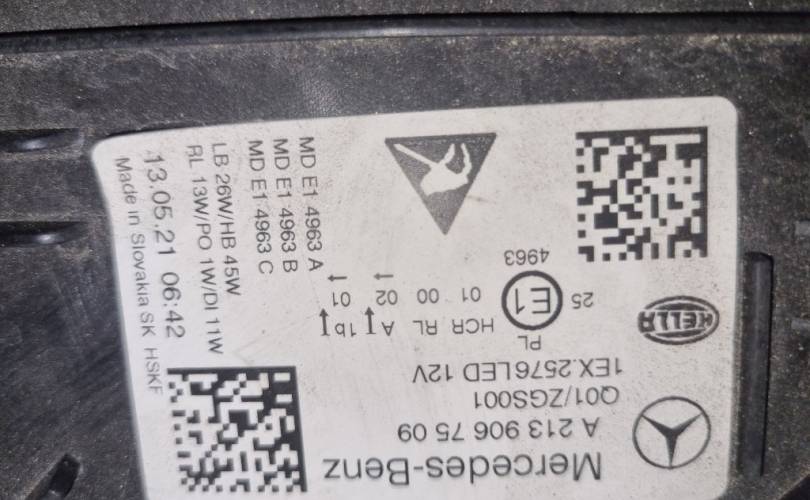 Mercedes-Benz
A 213 906 75 09
Q01/ZGS001
1EX.2576LED 12V
PL
HCR RL A 1b
E1
25
01 00 02 01
4963
HELLA
MD E1 4963 A
MD E1 4963 B
MD E1 4963 C
LB 26W/HB 45W
RL 13W/PO 1W/DI 11W
13.05.21 06:42
Made in Slovakia SK HSKF